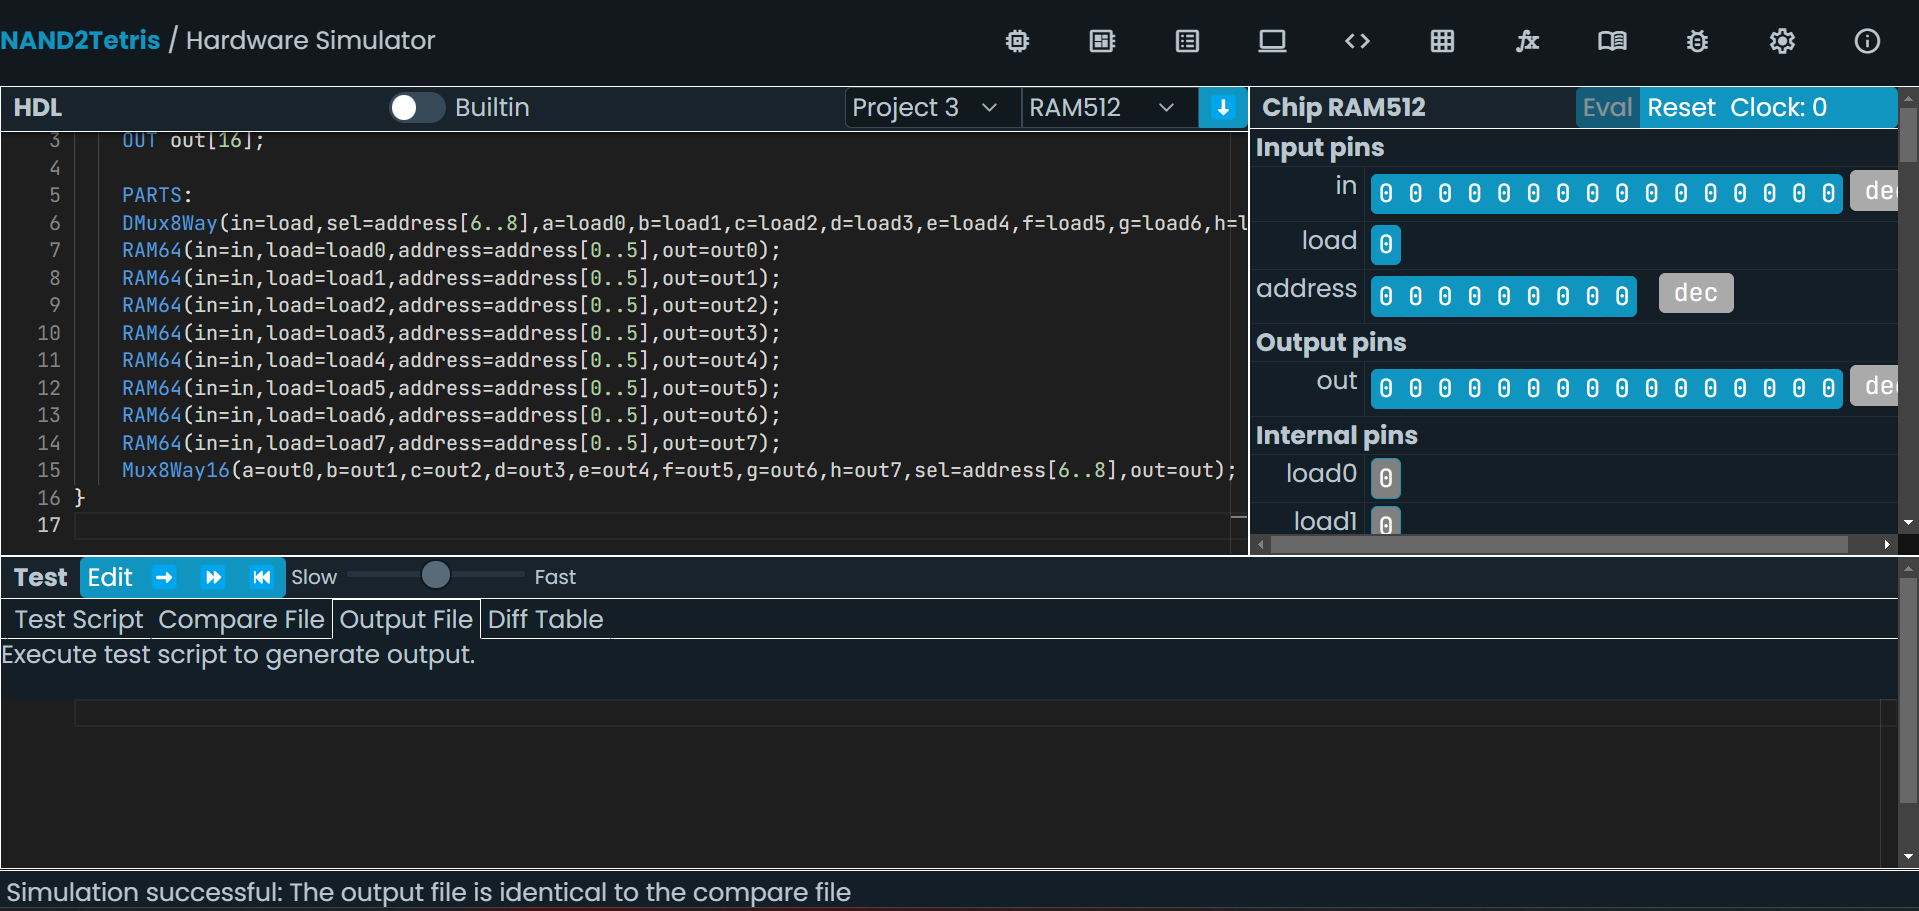 NAND2Tetris / Hardware Simulator
HDL Builtin Project 3 RAM512
3 OUT out[16];
4
5 PARTS:
6 DMux8Way(in=load,sel=address[6..8],a=load0,b=load1,c=load2,d=load3,e=load4,f=load5,g=load6,h=l
7 RAM64(in=in,load=load0,address=address[0..5],out=out0);
8 RAM64(in=in,load=load1,address=address[0..5],out=out1);
9 RAM64(in=in,load=load2,address=address[0..5],out=out2);
10 RAM64(in=in,load=load3,address=address[0..5],out=out3);
11 RAM64(in=in,load=load4,address=address[0..5],out=out4);
12 RAM64(in=in,load=load5,address=address[0..5],out=out5);
13 RAM64(in=in,load=load6,address=address[0..5],out=out6);
14 RAM64(in=in,load=load7,address=address[0..5],out=out7);
15 Mux8Way16(a=out0,b=out1,c=out2,d=out3,e=out4,f=out5,g=out6,h=out7,sel=address[6..8],out=out);
16 }
17
Chip RAM512 Eval Reset Clock: 0
Input pins
in 0 0 0 0 0 0 0 0 0 0 0 0 0 0 0 0 dec
load 0
address 0 0 0 0 0 0 0 0 0 dec
Output pins
out 0 0 0 0 0 0 0 0 0 0 0 0 0 0 0 0 dec
Internal pins
load0 0
load1 0
Test Edit Slow Fast
Test Script Compare File Output File Diff Table
Execute test script to generate output.
Simulation successful: The output file is identical to the compare file